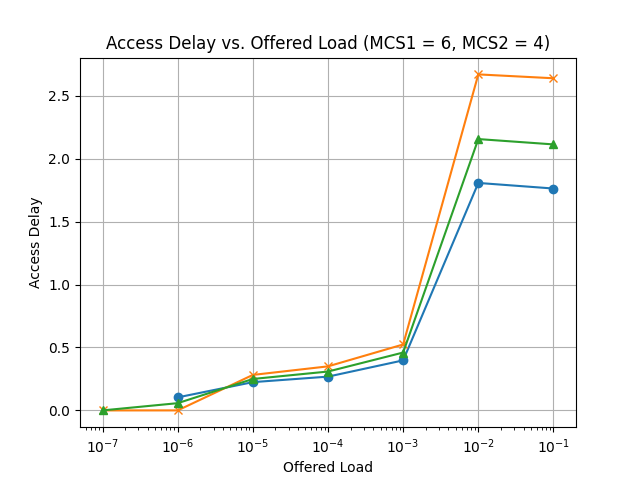 Access Delay vs. Offered Load (MCS1 = 6, MCS2 = 4)
Access Delay
2.5
2.0
1.5
1.0
0.5
0.0
10⁻⁷ 10⁻⁶ 10⁻⁵ 10⁻⁴ 10⁻³ 10⁻² 10⁻¹
Offered Load